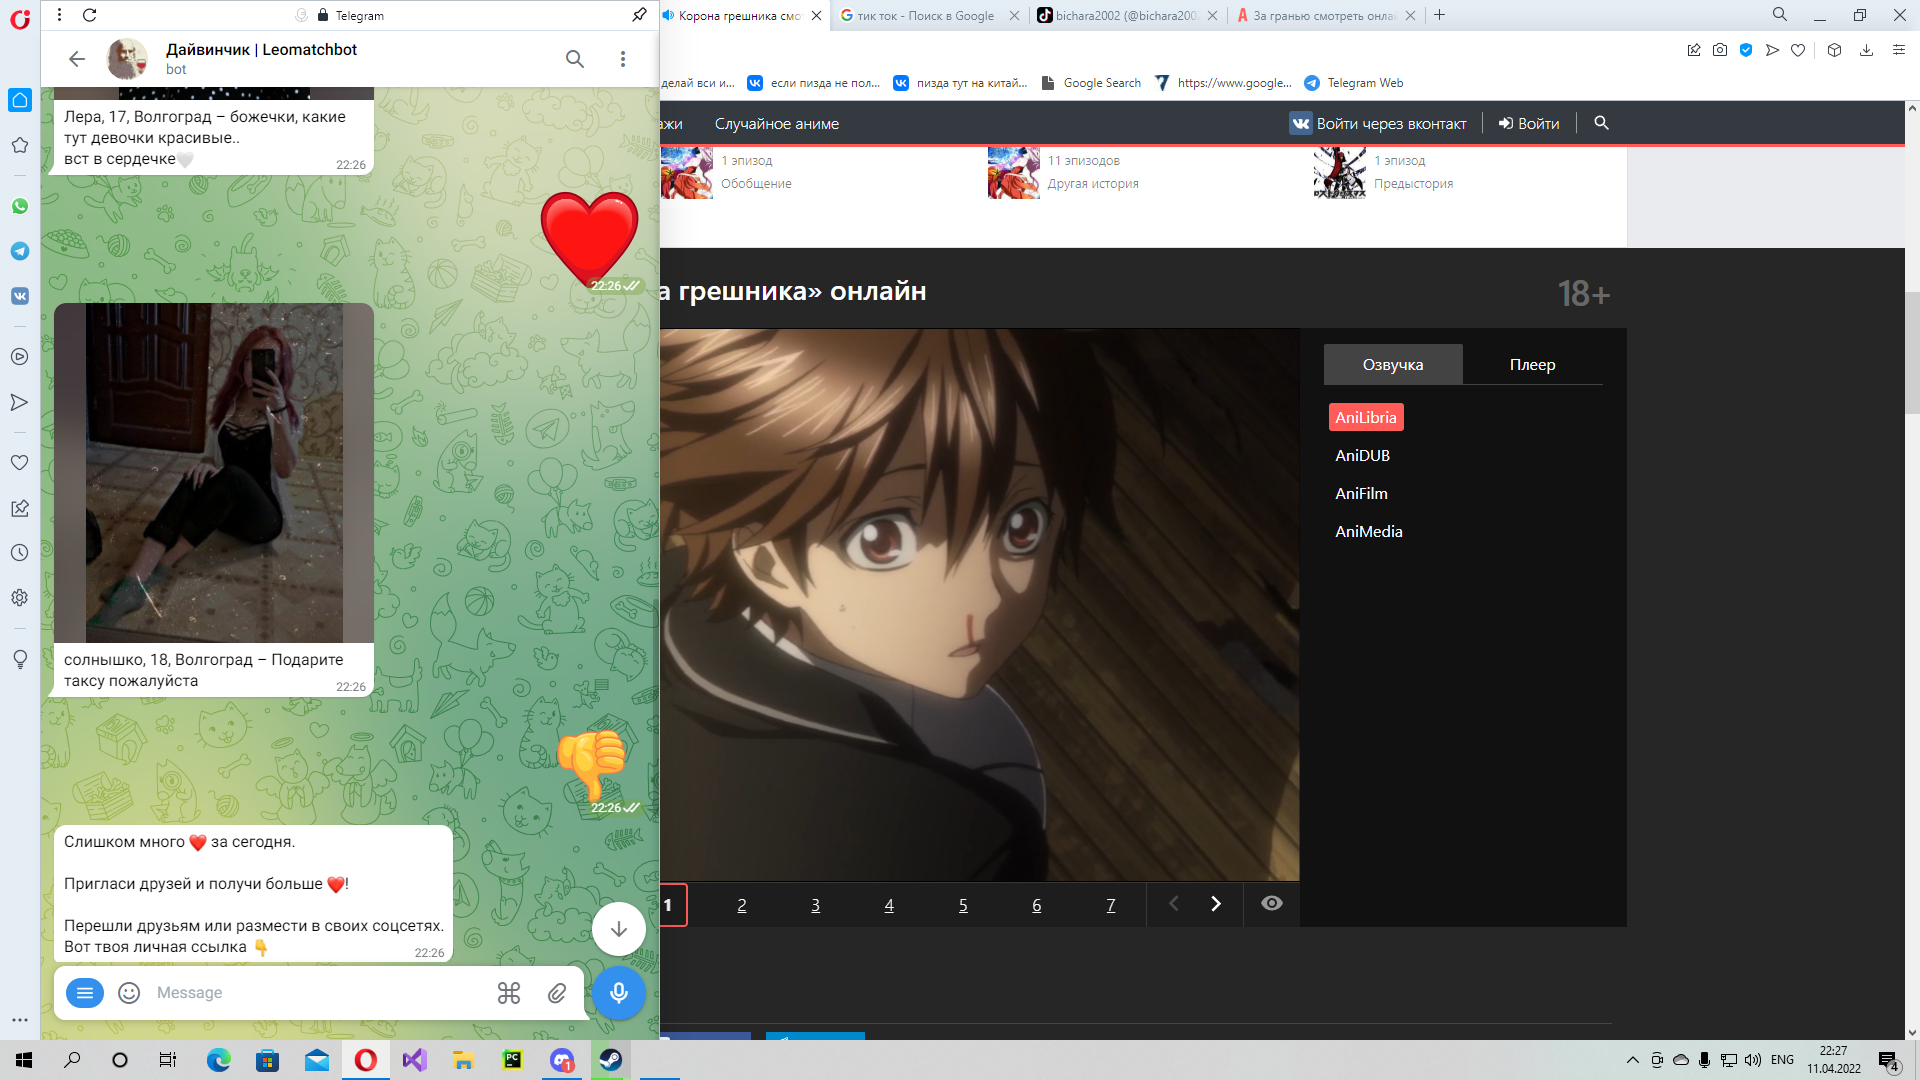 Telegram
Дайвинчик | Leomatchbot
bot
Лера, 17, Волгоград – божечки, какие
тут девочки красивые..
вст в сердечке🤍
22:26
❤️
22:26
солнышко, 18, Волгоград – Подарите
таксу пожалуйста
22:26
👎
22:26
Слишком много ❤️ за сегодня.
Пригласи друзей и получи больше ❤️!
Перешли друзьям или размести в своих соцсетях.
Вот твоя личная ссылка 👇
22:26
Message
Корона грешника смо
тик ток - Поиск в Google
bichara2002 (@bichara200
За гранью смотреть онла
делай вси и...
если пизда не пол...
пизда тут на китай...
Google Search
https://www.google...
Telegram Web
ажи
Случайное аниме
Войти через вконтакт
Войти
1 эпизод
Обобщение
11 эпизодов
Другая история
1 эпизод
Предыстория
а грешника» онлайн
18+
Озвучка
Плеер
AniLibria
AniDUB
AniFilm
AniMedia
1 2 3 4 5 6 7
ENG
22:27
11.04.2022
4